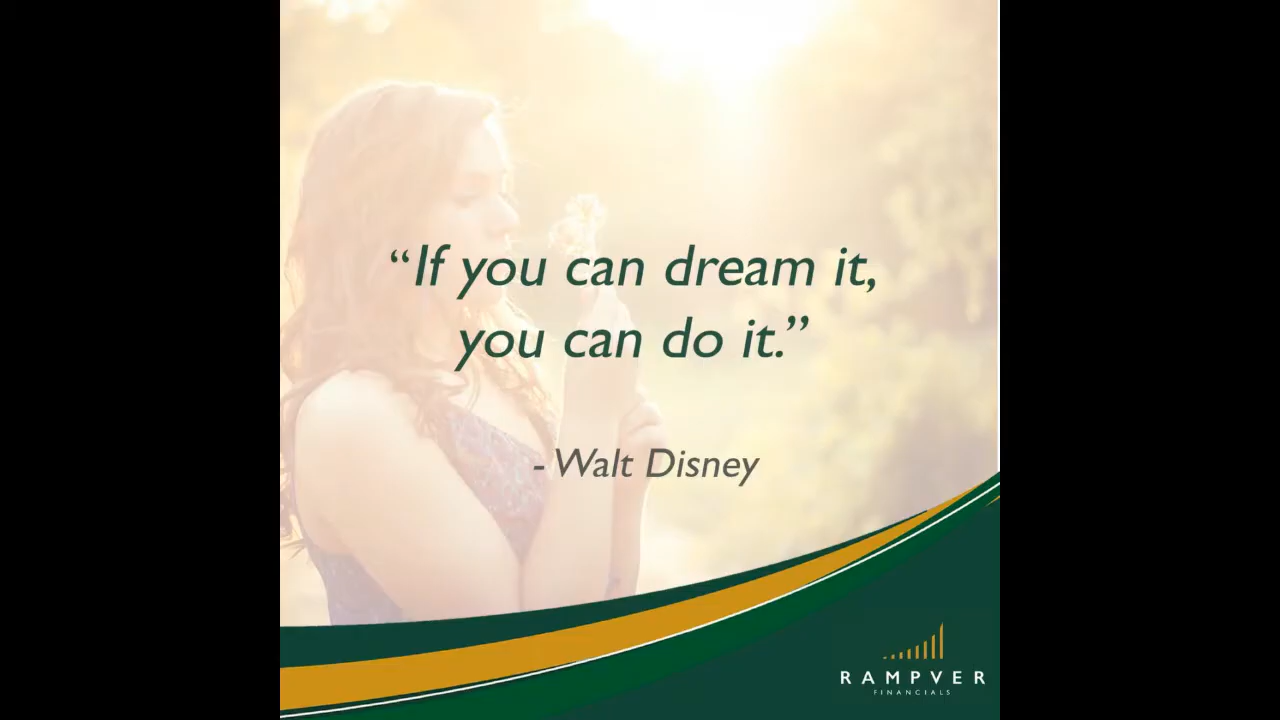 “If you can dream it,
you can do it.”
- Walt Disney
RAMPVER
FINANCIALS